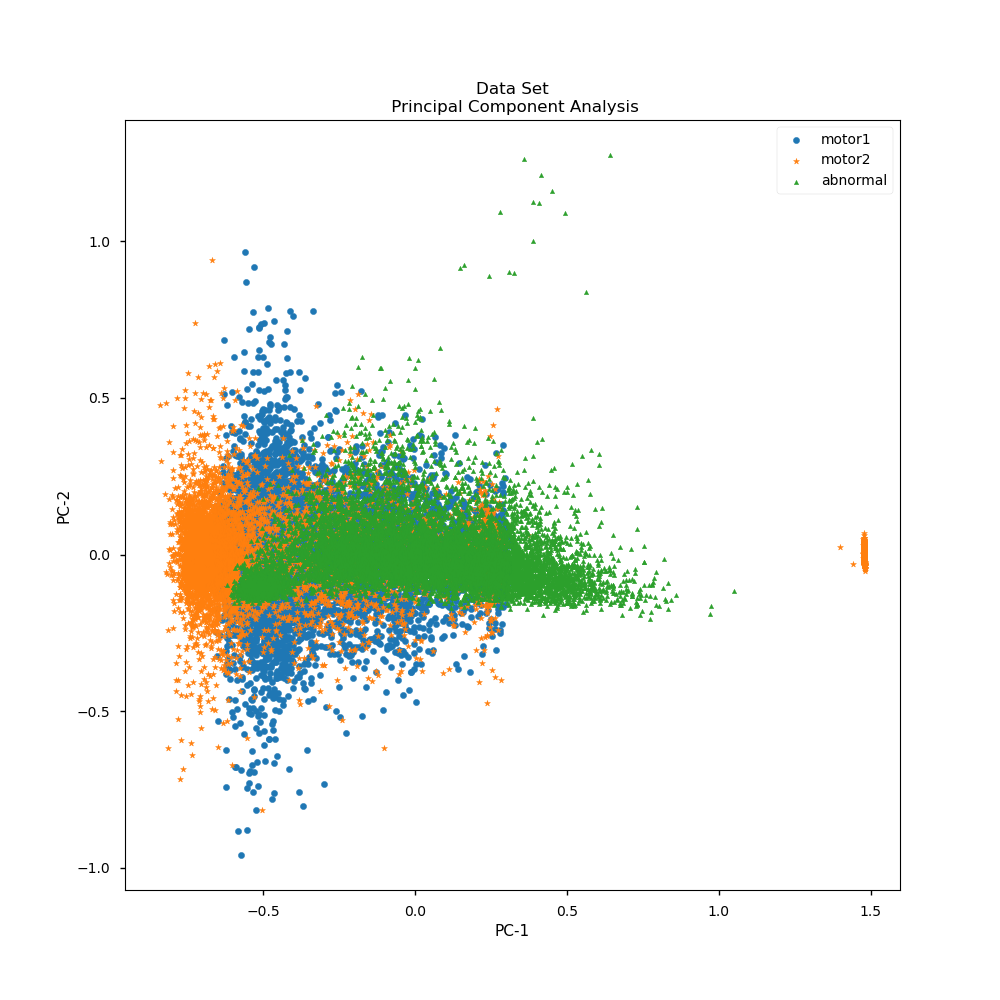 Data Set
Principal Component Analysis
motor1
motor2
abnormal
1.0
0.5
0.0
−0.5
−1.0
PC-2
−0.5
0.0
0.5
1.0
1.5
PC-1